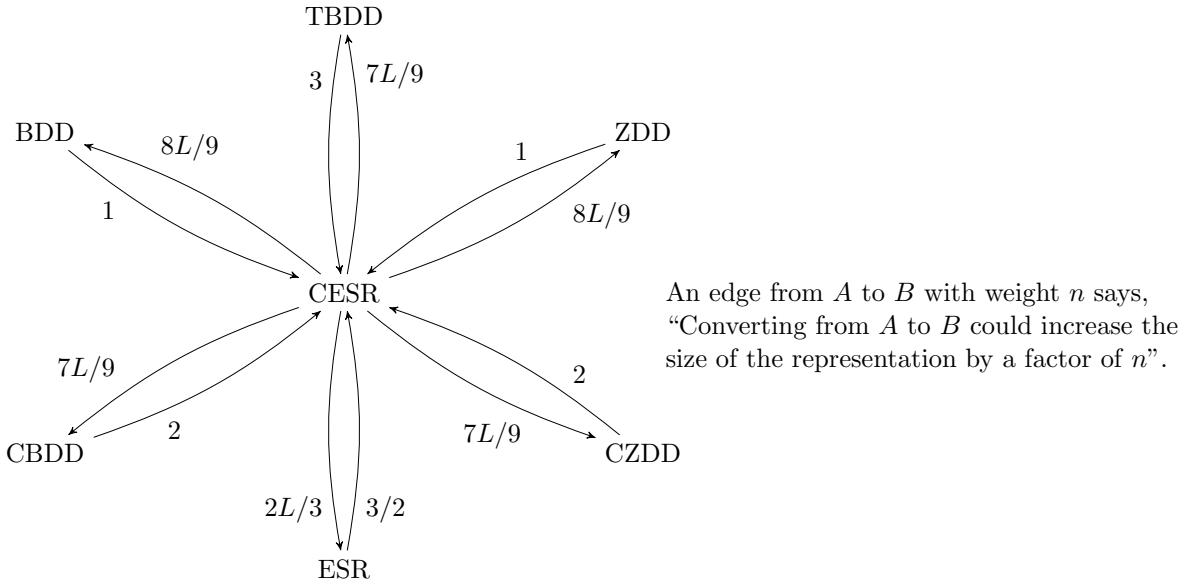 TBDD
3
7L/9
BDD
8L/9
1
ZDD
1
8L/9
CESR
An edge from A to B with weight n says,
“Converting from A to B could increase the
size of the representation by a factor of n”.
7L/9
2
CBDD
2
7L/9
CZDD
2L/3
3/2
ESR